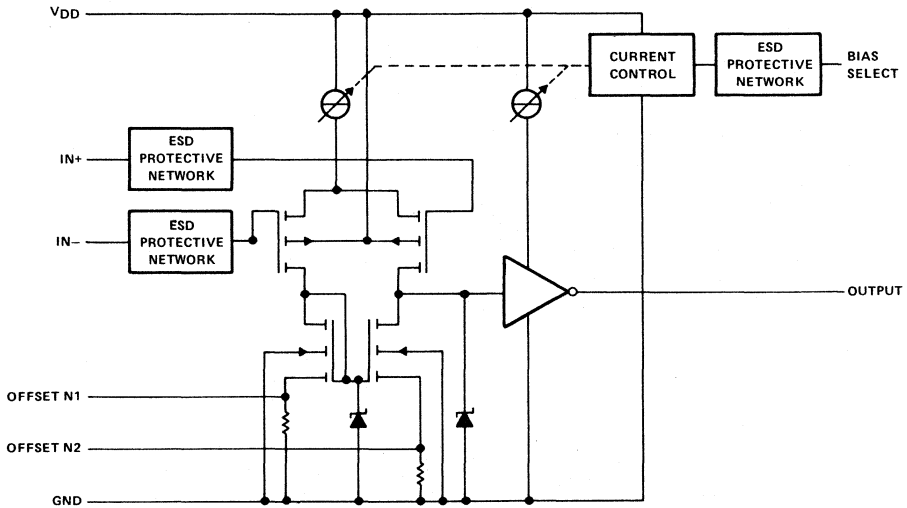 VDD
CURRENT
CONTROL
ESD
PROTECTIVE
NETWORK
BIAS
SELECT
IN+
ESD
PROTECTIVE
NETWORK
IN−
ESD
PROTECTIVE
NETWORK
OUTPUT
OFFSET N1
OFFSET N2
GND